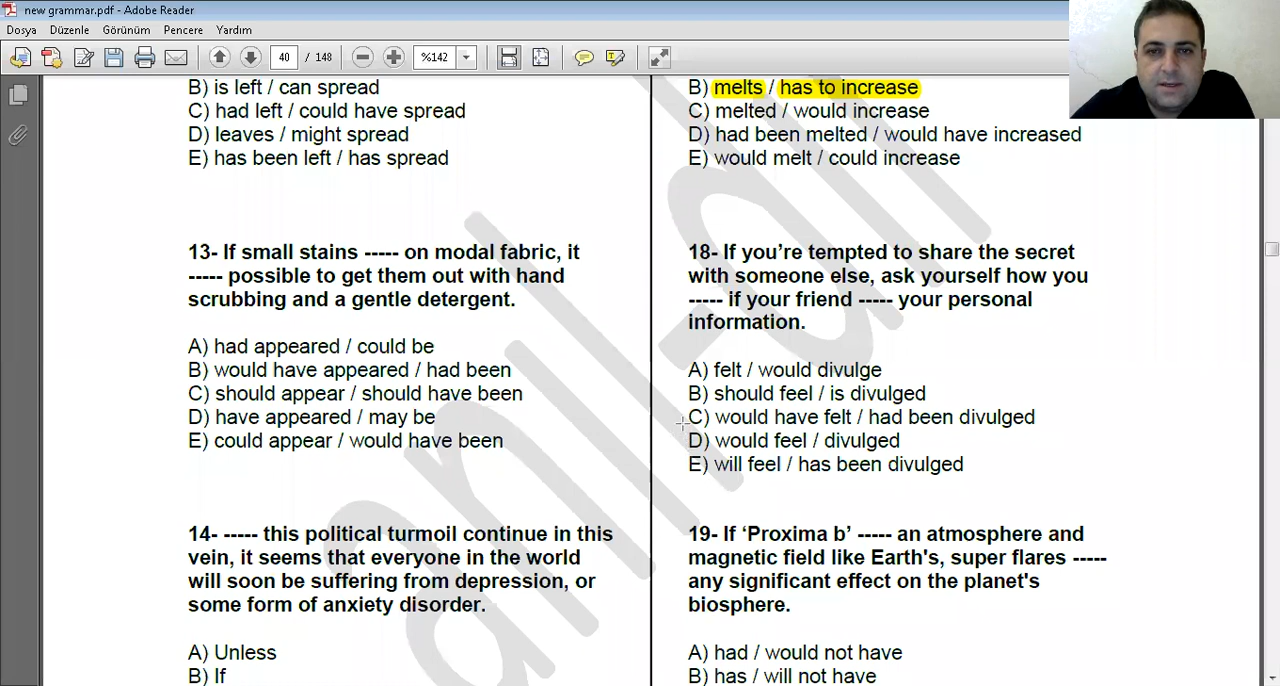 new grammar.pdf - Adobe Reader
Dosya Düzenle Görünüm Pencere Yardım
40 / 148 %142
B) is left / can spread
C) had left / could have spread
D) leaves / might spread
E) has been left / has spread
13- If small stains ----- on modal fabric, it
----- possible to get them out with hand
scrubbing and a gentle detergent.
A) had appeared / could be
B) would have appeared / had been
C) should appear / should have been
D) have appeared / may be
E) could appear / would have been
14- ----- this political turmoil continue in this
vein, it seems that everyone in the world
will soon be suffering from depression, or
some form of anxiety disorder.
A) Unless
B) If
B) melts / has to increase
C) melted / would increase
D) had been melted / would have increased
E) would melt / could increase
18- If you’re tempted to share the secret
with someone else, ask yourself how you
----- if your friend ----- your personal
information.
A) felt / would divulge
B) should feel / is divulged
C) would have felt / had been divulged
D) would feel / divulged
E) will feel / has been divulged
19- If ‘Proxima b’ ----- an atmosphere and
magnetic field like Earth's, super flares -----
any significant effect on the planet's
biosphere.
A) had / would not have
B) has / will not have
anil-di